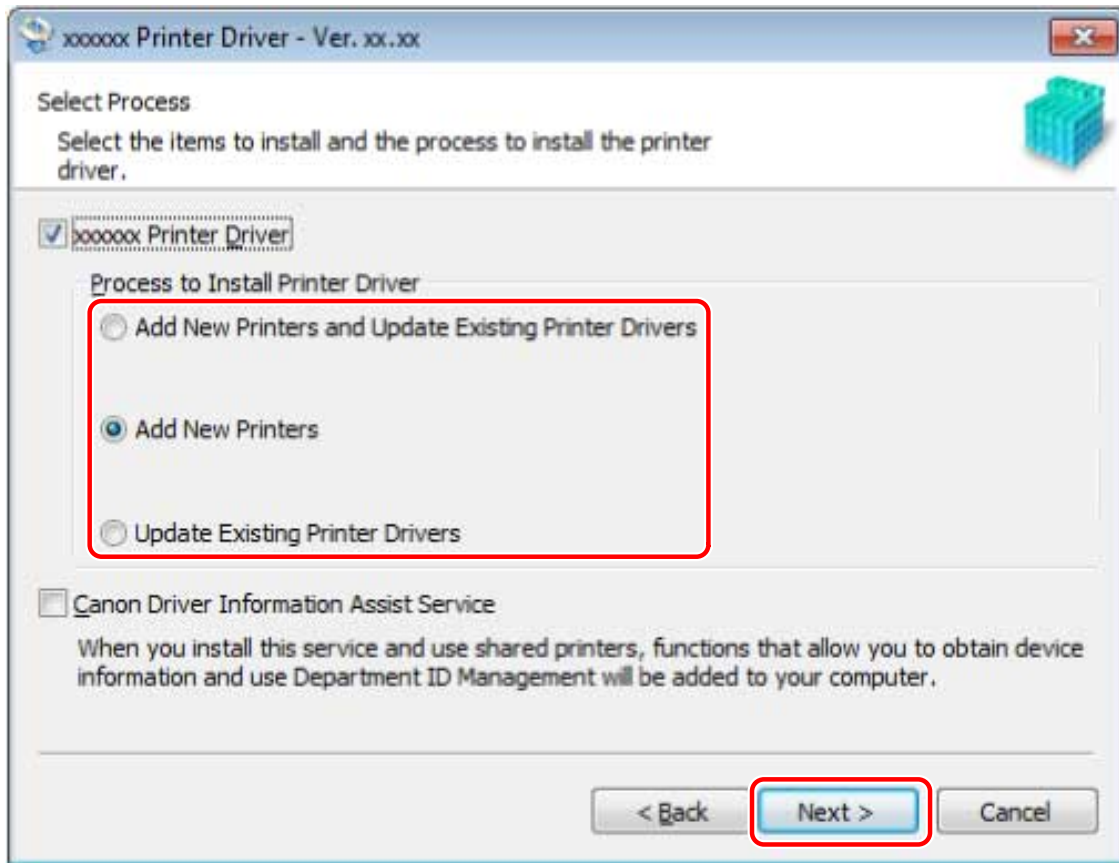 xxxxxx Printer Driver - Ver. xx.xx
Select Process
Select the items to install and the process to install the printer
driver.
xxxxxx Printer Driver
Process to Install Printer Driver
Add New Printers and Update Existing Printer Drivers
Add New Printers
Update Existing Printer Drivers
Canon Driver Information Assist Service
When you install this service and use shared printers, functions that allow you to obtain device
information and use Department ID Management will be added to your computer.
< Back Next > Cancel